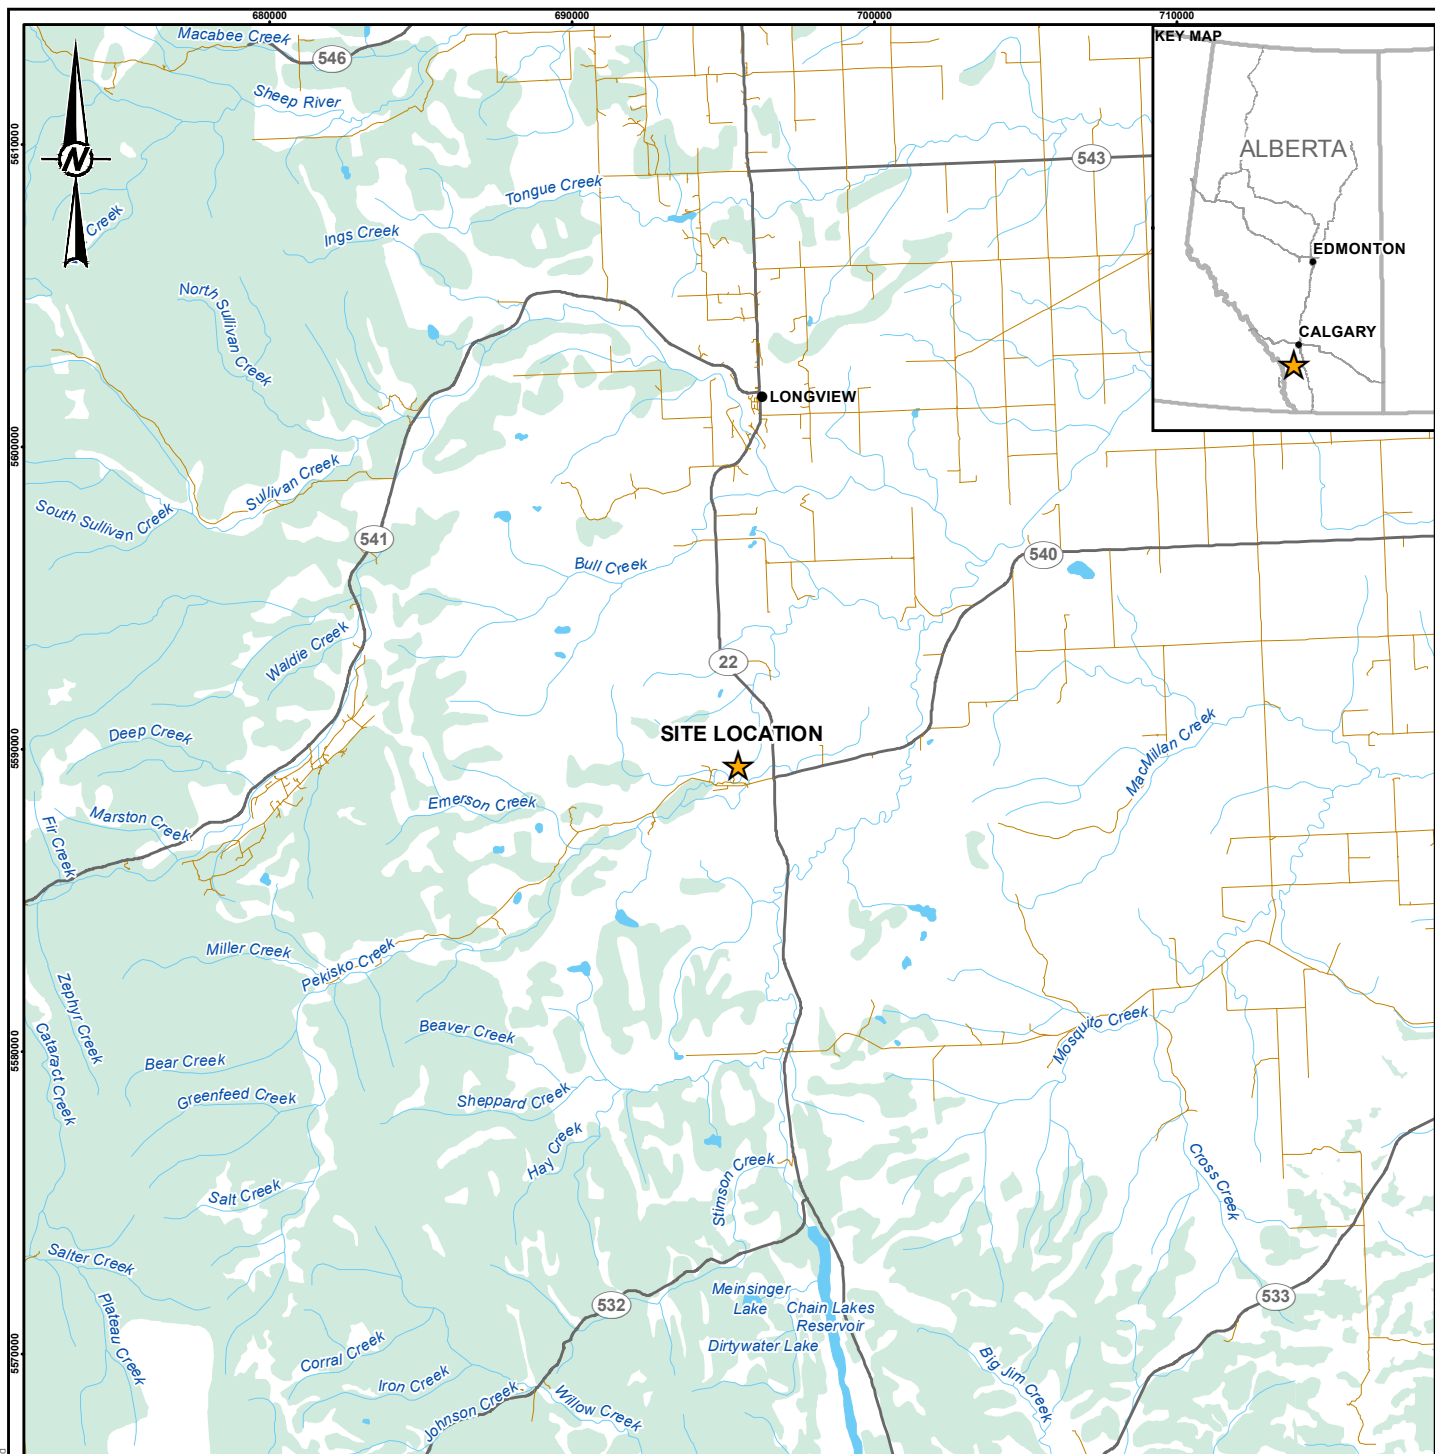 680000
690000
700000
710000
KEY MAP
Macabee Creek
546
Sheep River
5610000
N
543
ALBERTA
Tongue Creek
Creek
Ings Creek
EDMONTON
North Sullivan Creek
CALGARY
LONGVIEW
5600000
Sullivan Creek
South Sullivan Creek
541
540
Bull Creek
Waldie Creek
22
Deep Creek
SITE LOCATION
5590000
MacMillan Creek
Emerson Creek
Marston Creek
Fir Creek
Miller Creek
Pekisko Creek
Zephyr Creek
Cataract Creek
Beaver Creek
Mosquito Creek
5580000
Bear Creek
Greenfeed Creek
Sheppard Creek
Hay Creek
Stimson Creek
Cross Creek
Salt Creek
Salter Creek
Plateau Creek
Meinsinger
Lake
Chain Lakes
Reservoir
532
533
Dirtywater Lake
5570000
Corral Creek
Iron Creek
Big Jim Creek
Johnson Creek
Willow Creek